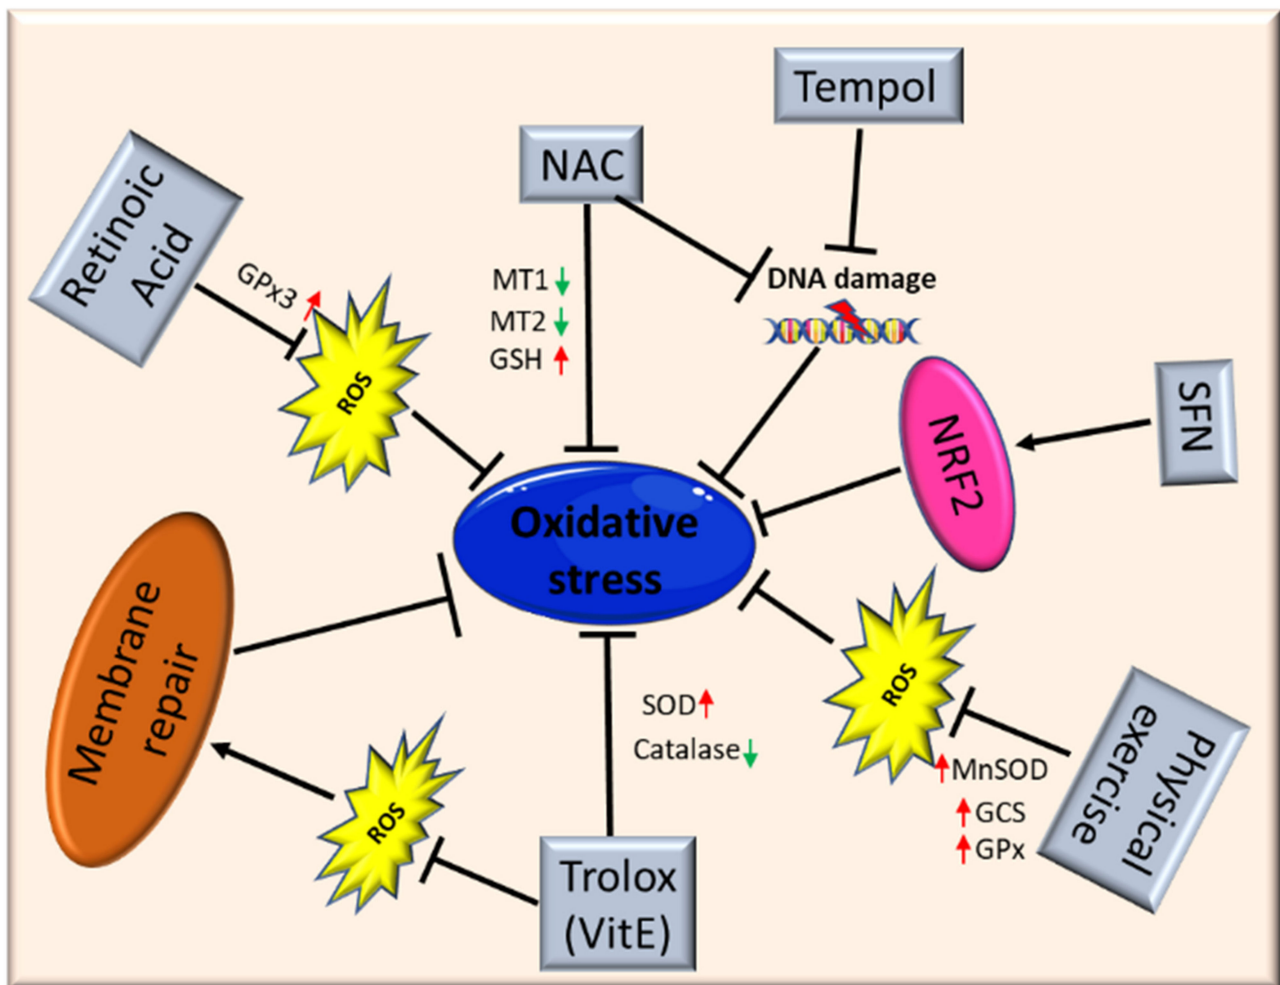 Tempol
NAC
Retinoic
Acid
GPx3
MT1
MT2
GSH
DNA damage
ROS
NRF2
SFN
Oxidative
stress
Membrane
repair
ROS
SOD
Catalase
ROS
MnSOD
GCS
GPx
Physical
exercise
Trolox
(VitE)